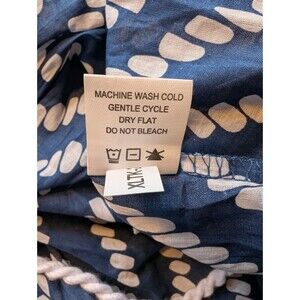 MACHINE WASH COLD
GENTLE CYCLE
DRY FLAT
DO NOT BLEACH